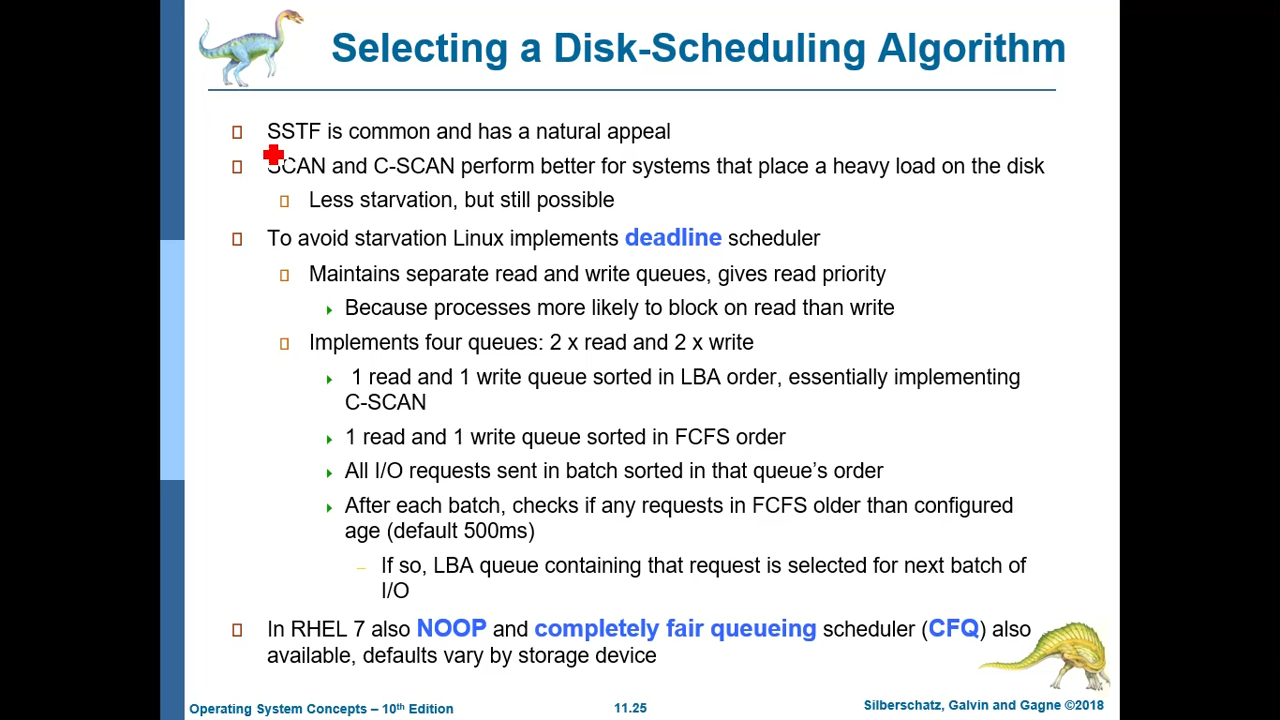 Selecting a Disk-Scheduling Algorithm
SSTF is common and has a natural appeal
SCAN and C-SCAN perform better for systems that place a heavy load on the disk
Less starvation, but still possible
To avoid starvation Linux implements deadline scheduler
Maintains separate read and write queues, gives read priority
Because processes more likely to block on read than write
Implements four queues: 2 x read and 2 x write
1 read and 1 write queue sorted in LBA order, essentially implementing
C-SCAN
1 read and 1 write queue sorted in FCFS order
All I/O requests sent in batch sorted in that queue's order
After each batch, checks if any requests in FCFS older than configured
age (default 500ms)
If so, LBA queue containing that request is selected for next batch of
I/O
In RHEL 7 also NOOP and completely fair queueing scheduler (CFQ) also
available, defaults vary by storage device
Operating System Concepts – 10th Edition
11.25
Silberschatz, Galvin and Gagne ©2018